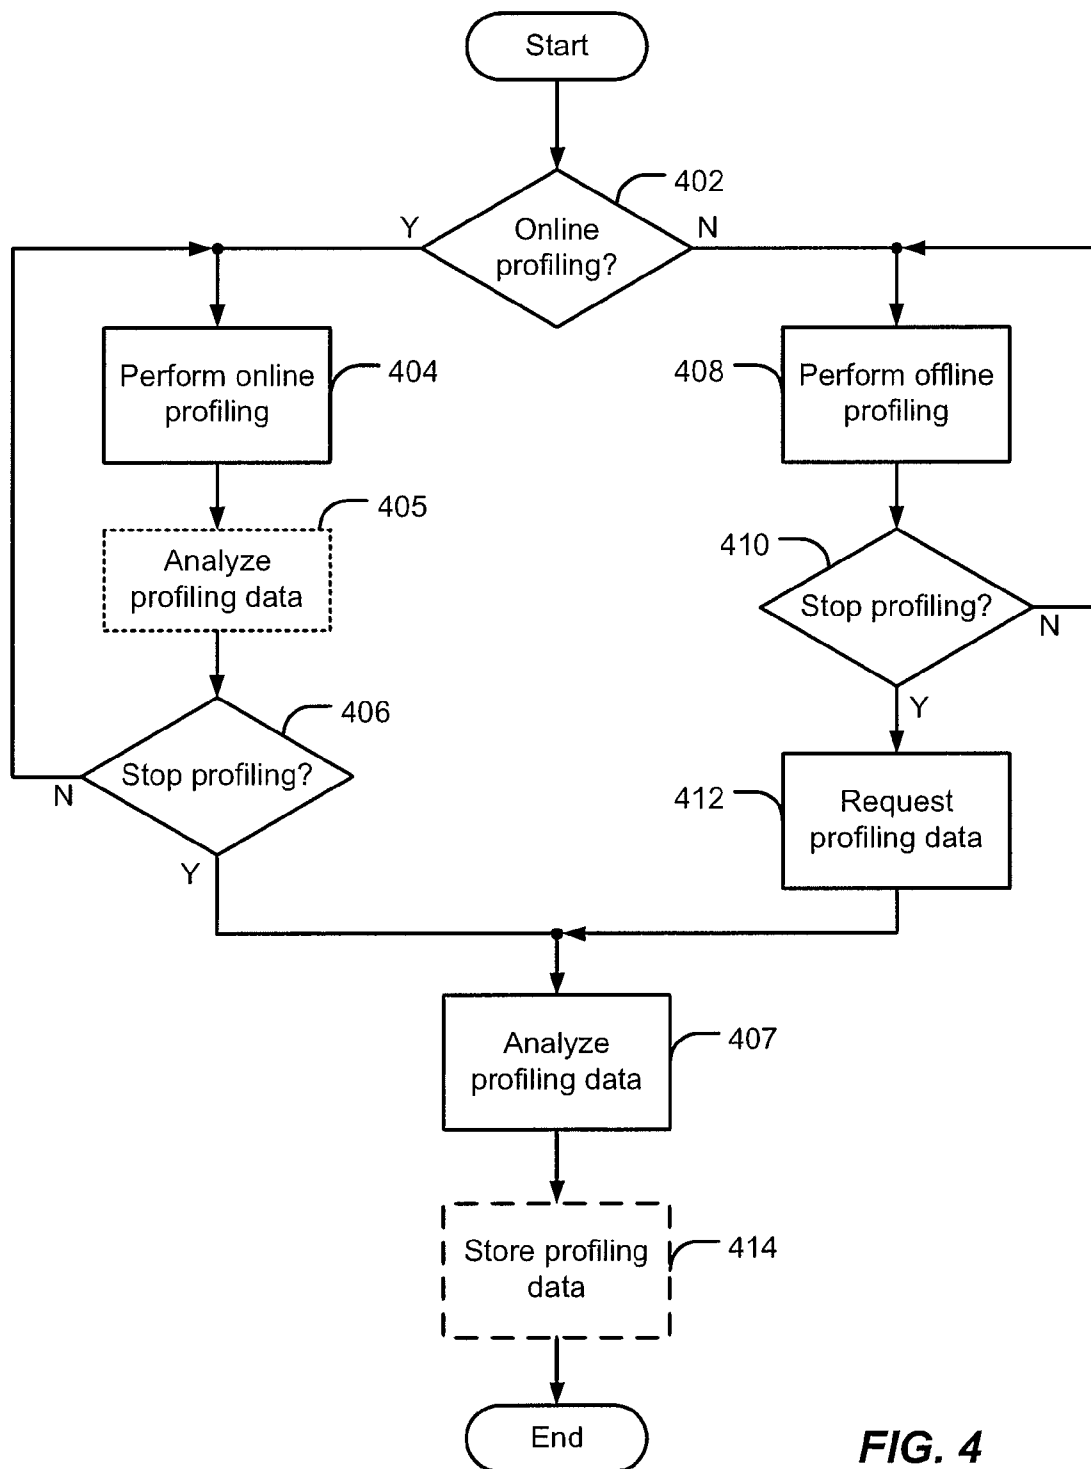 Start
402
Y
Online
profiling?
N
Perform online
profiling
404
408
Perform offline
profiling
405
Analyze
profiling data
410
Stop profiling?
N
406
Stop profiling?
N
Y
Y
412
Request
profiling data
Analyze
profiling data
407
Store profiling
data
414
End
FIG. 4